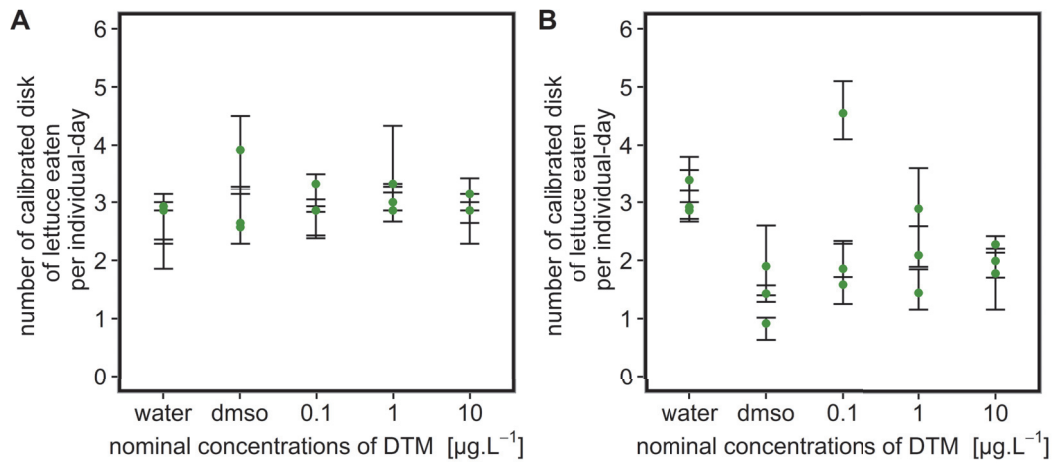 A
number of calibrated disk
of lettuce eaten
per individual-day
6
5
4
3
2
1
0
water dmso 0.1 1 10
nominal concentrations of DTM [µg.L⁻¹]
B
number of calibrated disk
of lettuce eaten
per individual-day
6
5
4
3
2
1
0
water dmso 0.1 1 10
nominal concentrations of DTM [µg.L⁻¹]